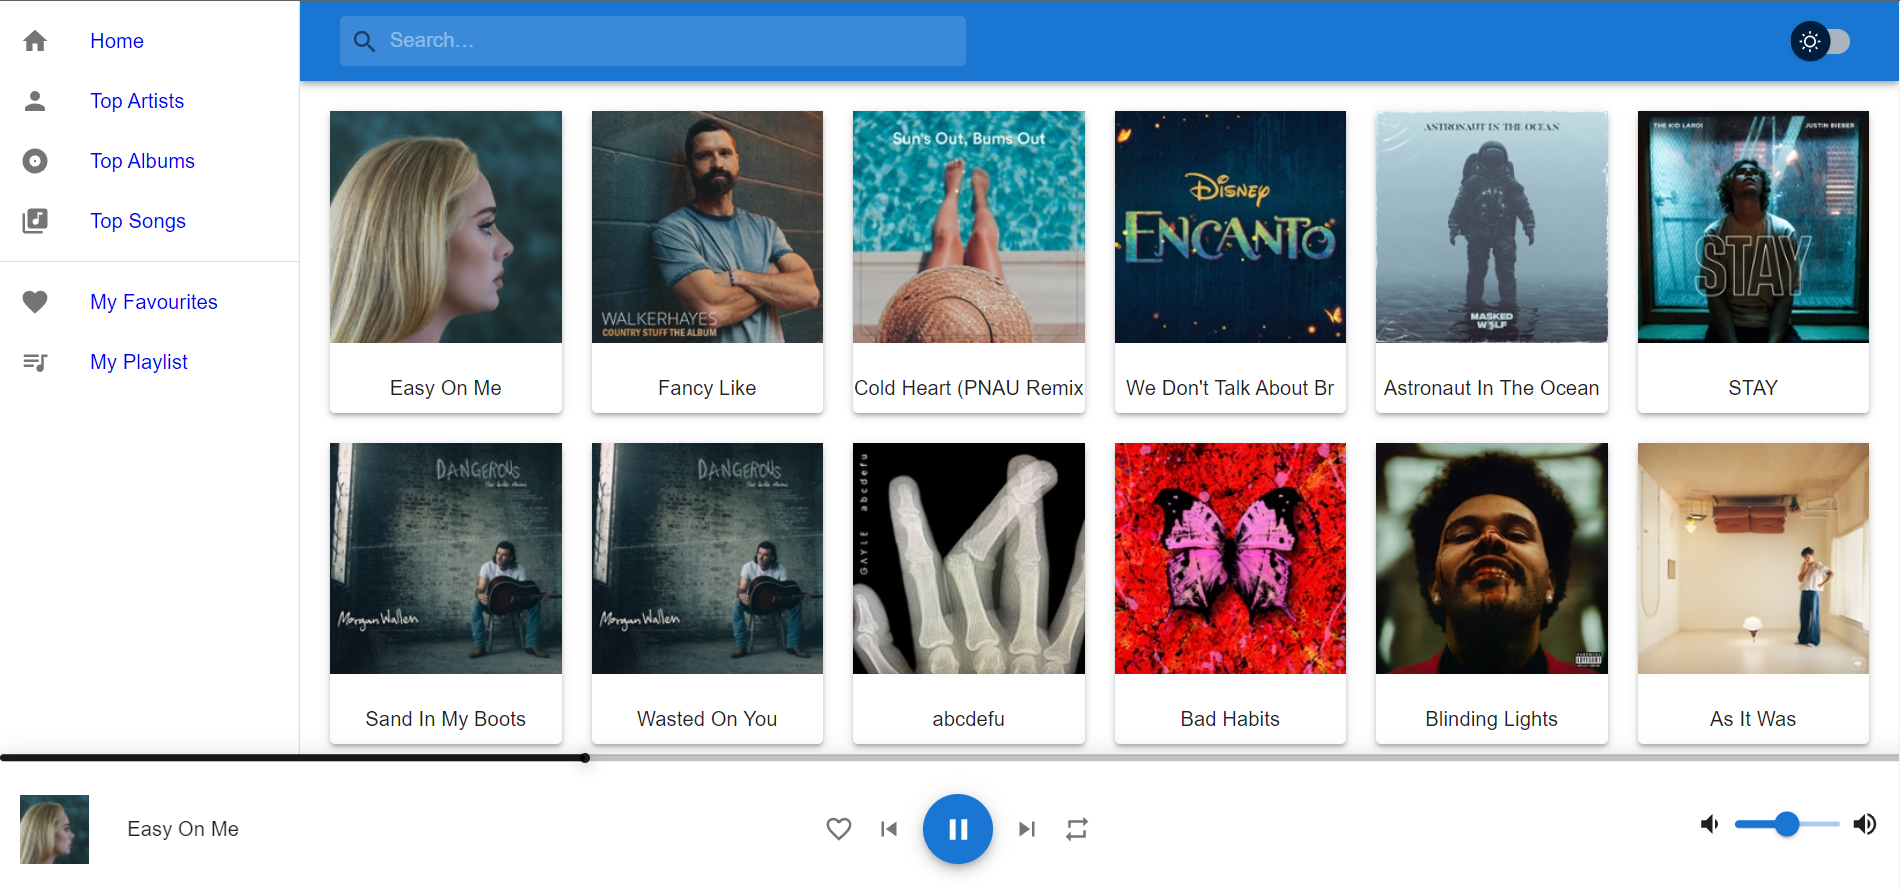 Home
Search...
Top Artists
Top Albums
Top Songs
My Favourites
My Playlist
WALKERHAYES
COUNTRY STUFF THE ALBUM
Sun's Out, Bums Out
DISNEY
ENCANTO
ASTRONAUT IN THE OCEAN
MASKED
WOLF
THE KID LAROI
JUSTIN BIEBER
STAY
Easy On Me
Fancy Like
Cold Heart (PNAU Remix
We Don't Talk About Br
Astronaut In The Ocean
STAY
DANGEROUS
Morgan Wallen
DANGEROUS
Morgan Wallen
GAYLE abcdefu
Sand In My Boots
Wasted On You
abcdefu
Bad Habits
Blinding Lights
As It Was
Easy On Me